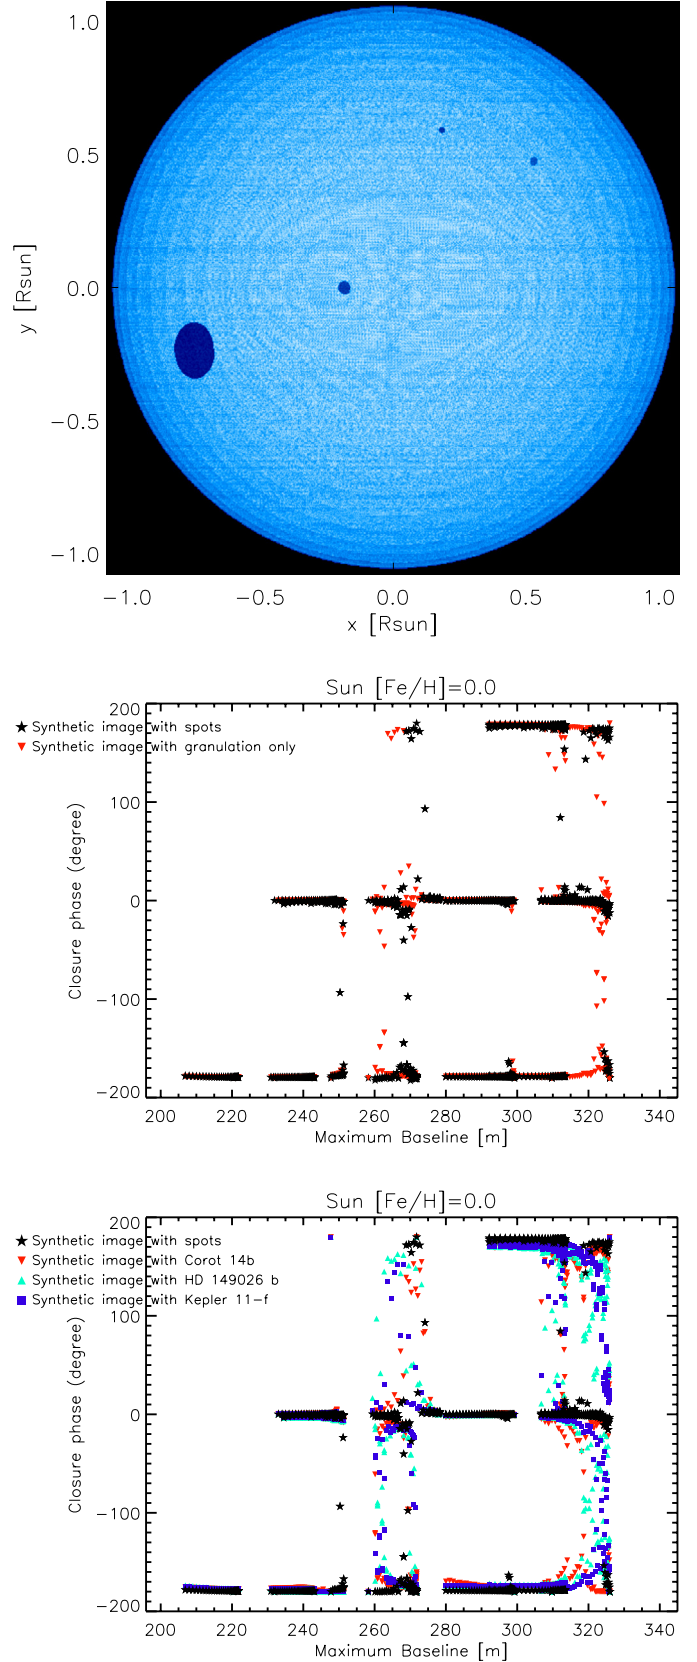 1.0
0.5
0.0
−0.5
−1.0
y [Rsun]
−1.0 −0.5 0.0 0.5 1.0
x [Rsun]
Sun [Fe/H]=0.0
200
100
0
−100
−200
Closure phase (degree)
Synthetic image with spots
Synthetic image with granulation only
200 220 240 260 280 300 320 340
Maximum Baseline [m]
Sun [Fe/H]=0.0
200
100
0
−100
−200
Closure phase (degree)
Synthetic image with spots
Synthetic image with Corot 14b
Synthetic image with HD 149026 b
Synthetic image with Kepler 11−f
200 220 240 260 280 300 320 340
Maximum Baseline [m]